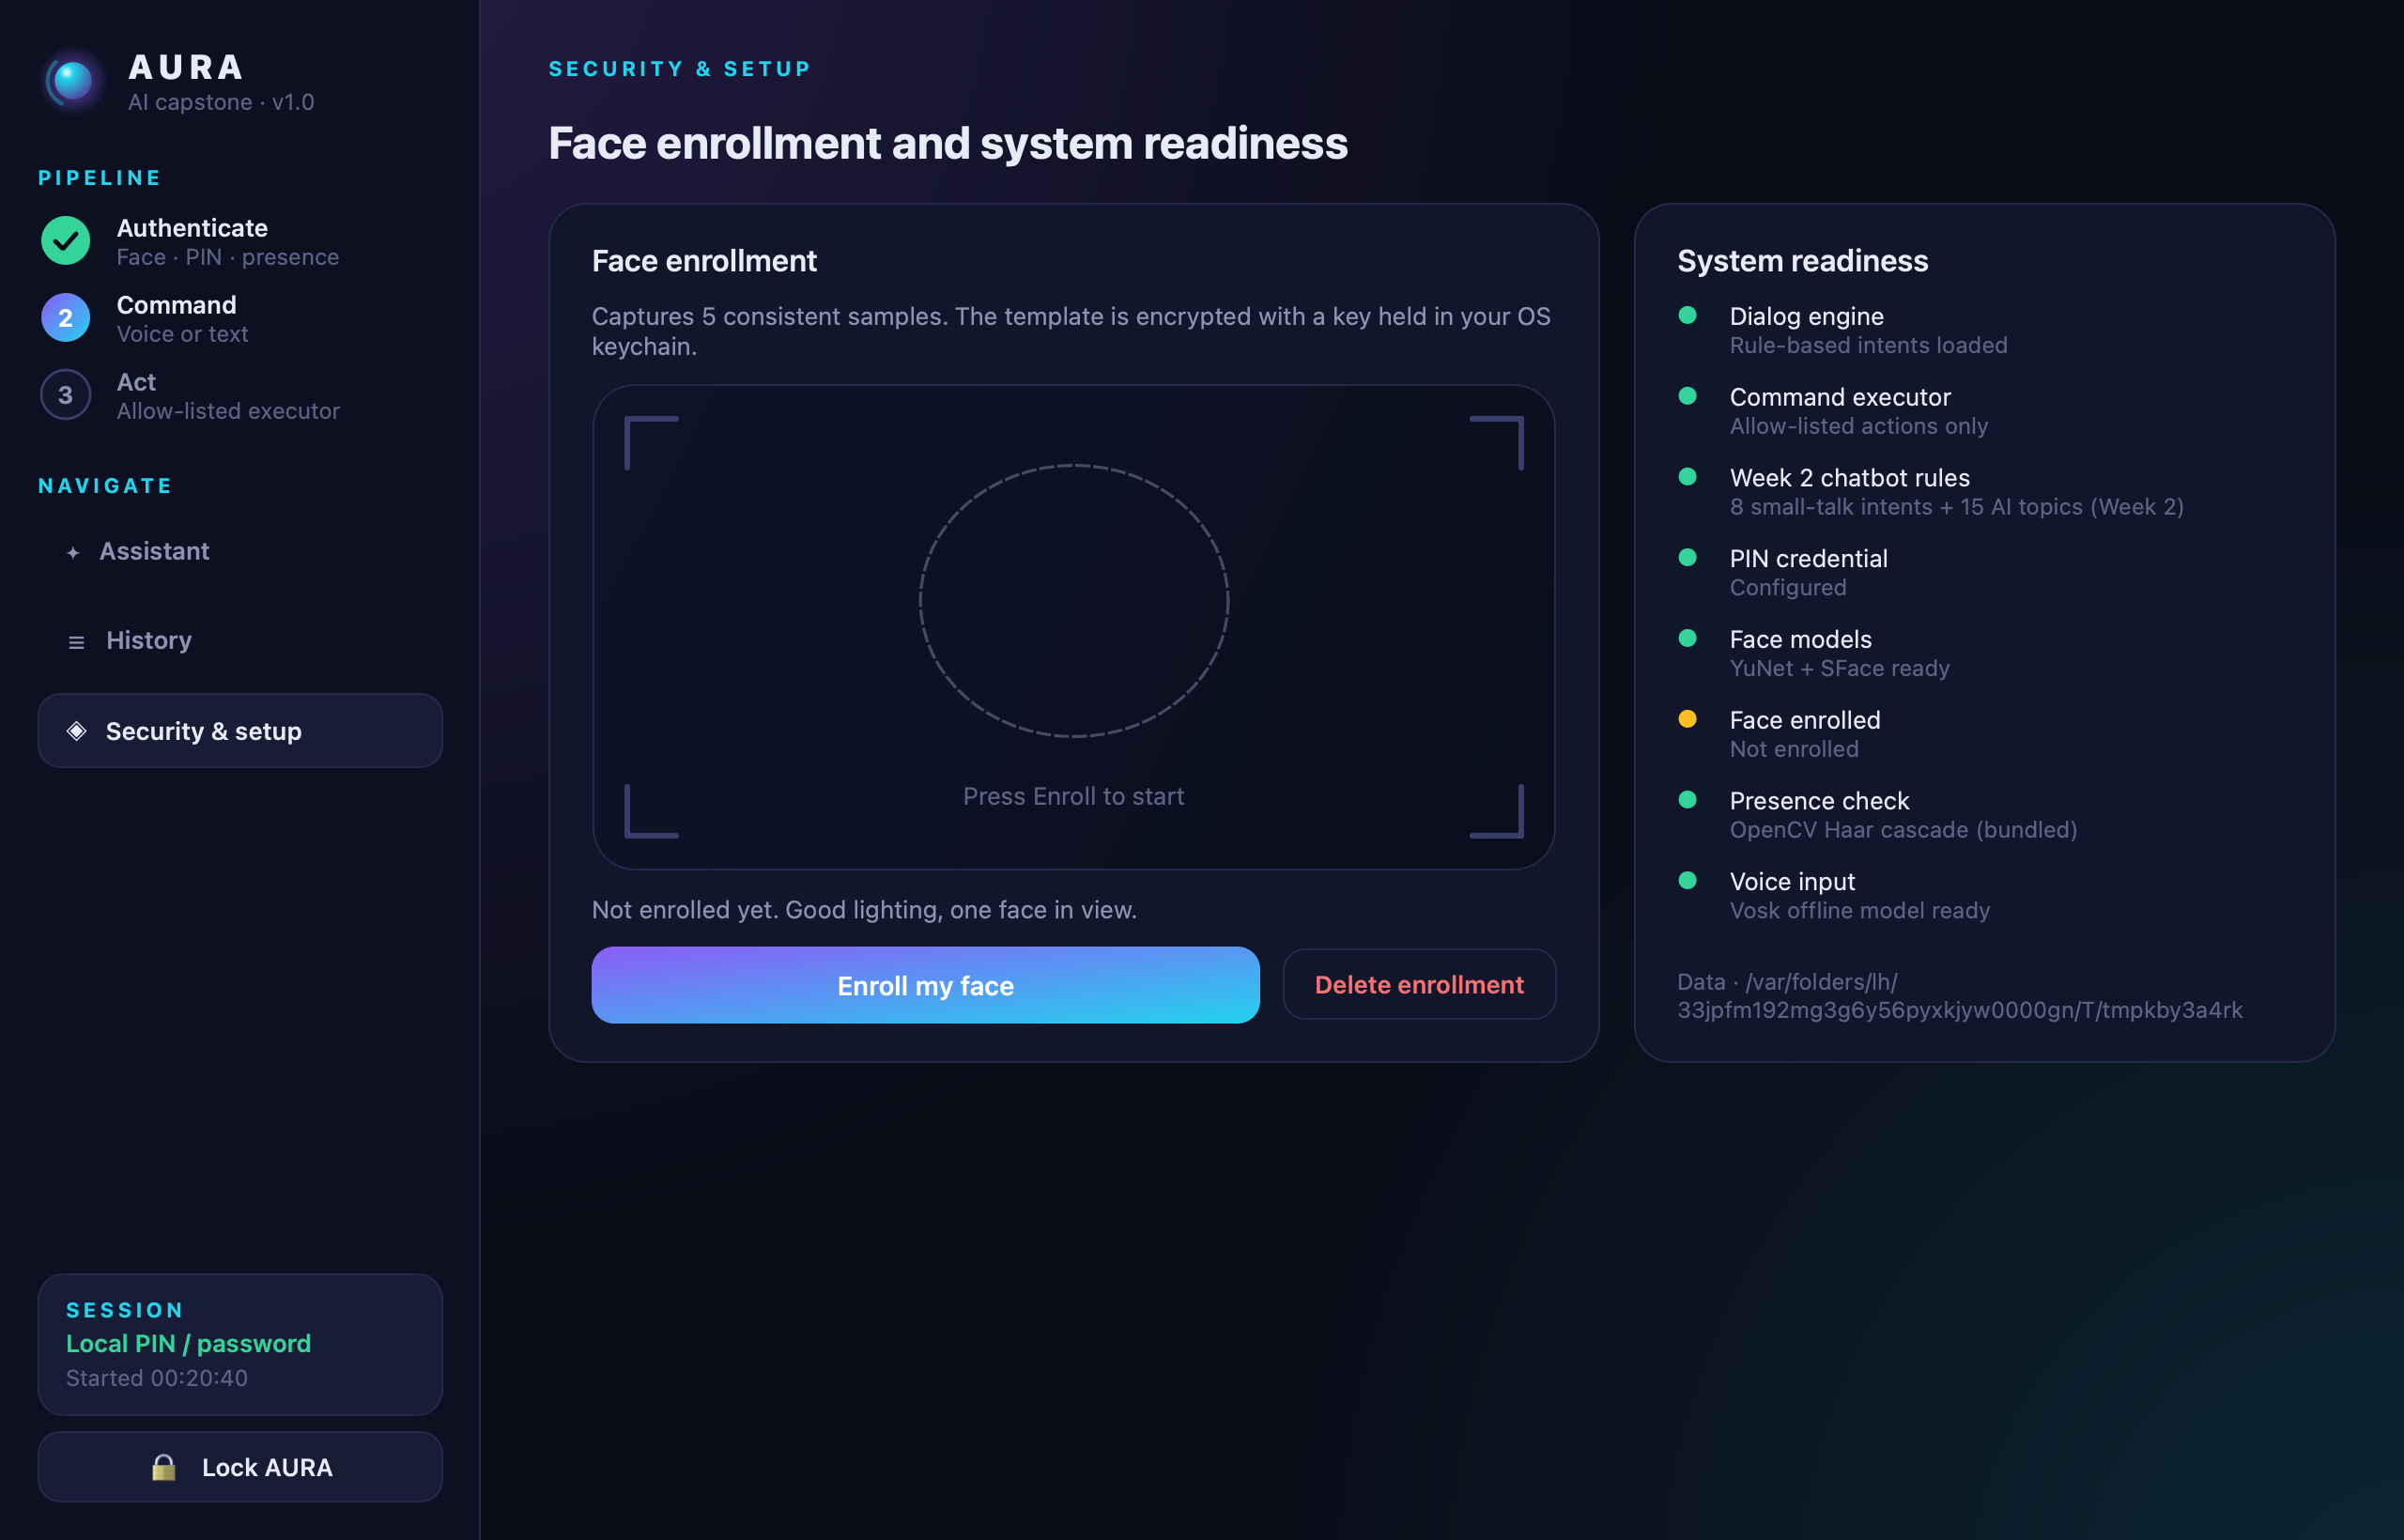 AURA
AI capstone · v1.0
PIPELINE
Authenticate
Face · PIN · presence
2
Command
Voice or text
3
Act
Allow-listed executor
NAVIGATE
Assistant
History
Security & setup
SESSION
Local PIN / password
Started 00:20:40
Lock AURA
SECURITY & SETUP
Face enrollment and system readiness
Face enrollment
Captures 5 consistent samples. The template is encrypted with a key held in your OS
keychain.
Press Enroll to start
Not enrolled yet. Good lighting, one face in view.
Enroll my face
Delete enrollment
System readiness
Dialog engine
Rule-based intents loaded
Command executor
Allow-listed actions only
Week 2 chatbot rules
8 small-talk intents + 15 AI topics (Week 2)
PIN credential
Configured
Face models
YuNet + SFace ready
Face enrolled
Not enrolled
Presence check
OpenCV Haar cascade (bundled)
Voice input
Vosk offline model ready
Data · /var/folders/lh/
33jpfm192mg3g6y56pyxkjyw0000gn/T/tmpkby3a4rk